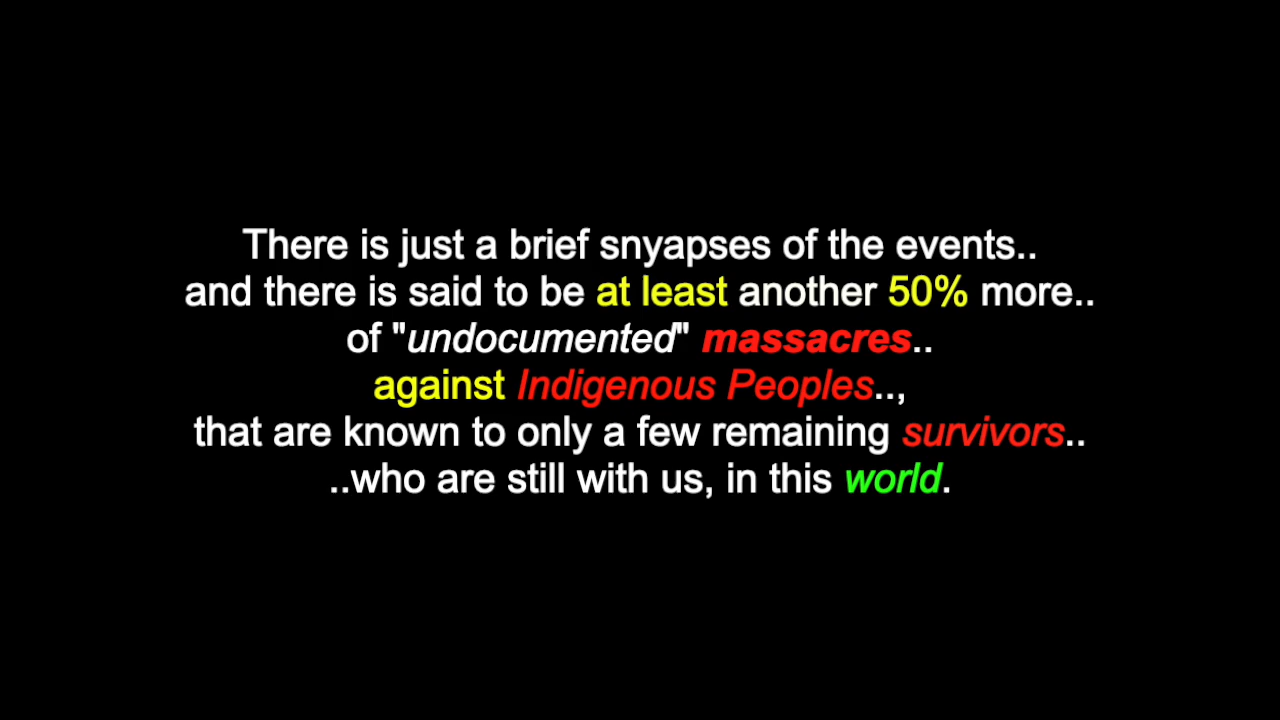 There is just a brief snyapses of the events..
and there is said to be at least another 50% more..
of "undocumented" massacres..
against Indigenous Peoples..,
that are known to only a few remaining survivors..
..who are still with us, in this world.